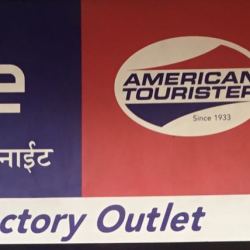 AMERICAN
TOURISTER
Since 1933
नाईट
ctory Outlet